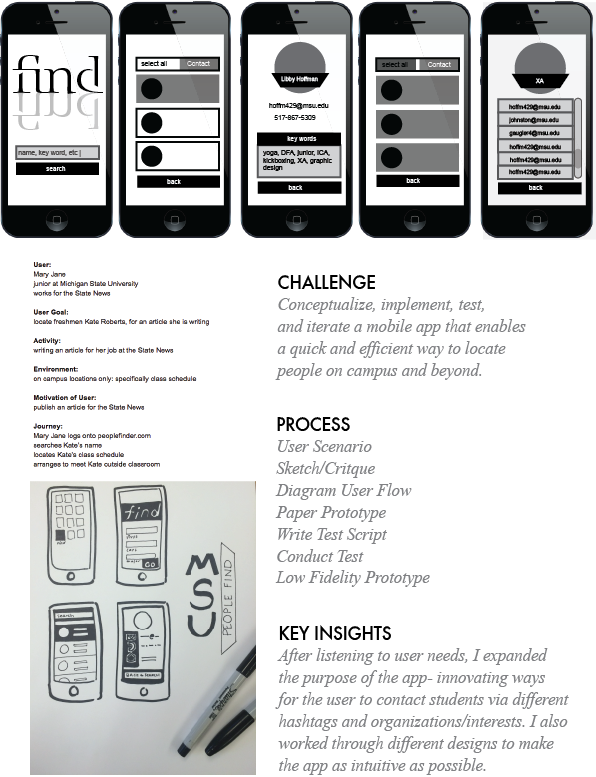 find
name, key word, etc |
search
select all
Contact
back
Libby Hoffman
hoffm429@msu.edu
517-867-5309
key words
yoga, DFA, junior, ICA,
kickboxing, XA, graphic
design
back
select all
Contact
back
XA
hoffm429@msu.edu
johnston@msu.edu
gaugler4@msu.edu
hoffm429@msu.edu
hoffm429@msu.edu
hoffm429@msu.edu
back
User:
Mary Jane
junior at Michigan State University
works for the State News
User Goal:
locate freshmen Kate Roberts, for an article she is writing
Activity:
writing an article for her job at the State News
Environment:
on campus locations only: specifically class schedule
Motivation of User:
publish an article for the State News
Journey:
Mary Jane logs onto peoplefinder.com
searches Kate's name
locates Kate's class schedule
arranges to meet Kate outside classroom
CHALLENGE
Conceptualize, implement, test,
and iterate a mobile app that enables
a quick and efficient way to locate
people on campus and beyond.
PROCESS
User Scenario
Sketch/Critque
Diagram User Flow
Paper Prototype
Write Test Script
Conduct Test
Low Fidelity Prototype
KEY INSIGHTS
After listening to user needs, I expanded
the purpose of the app- innovating ways
for the user to contact students via different
hashtags and organizations/interests. I also
worked through different designs to make
the app as intuitive as possible.
find
GO
MSU
PEOPLE FIND
Search
Sharpie